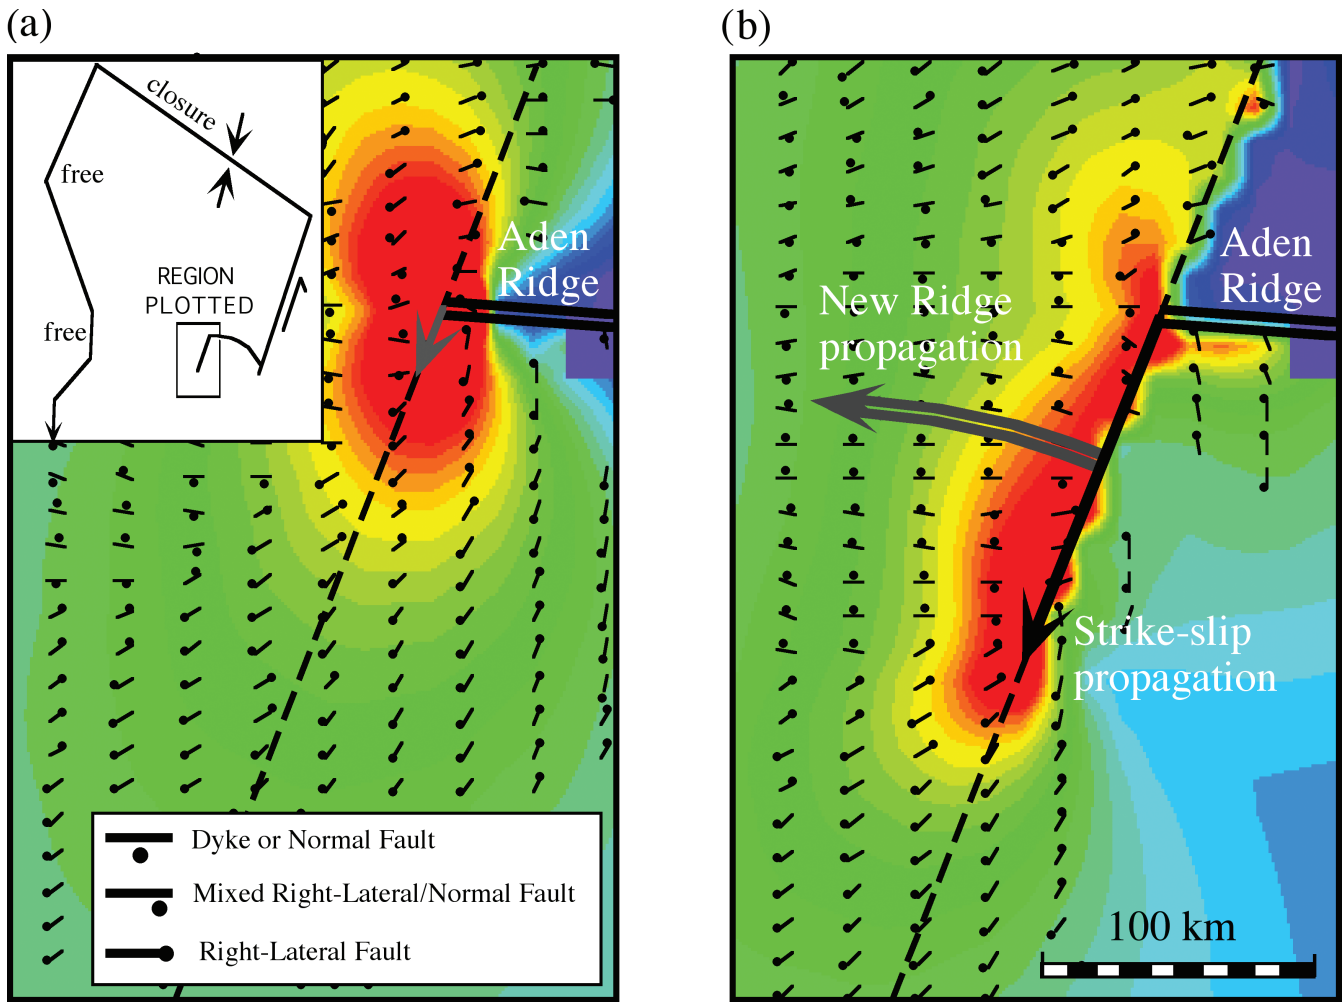 (a)
closure
free
free
REGION
PLOTTED
Aden
Ridge
Dyke or Normal Fault
Mixed Right-Lateral/Normal Fault
Right-Lateral Fault
(b)
Aden
Ridge
New Ridge
propagation
Strike-slip
propagation
100 km